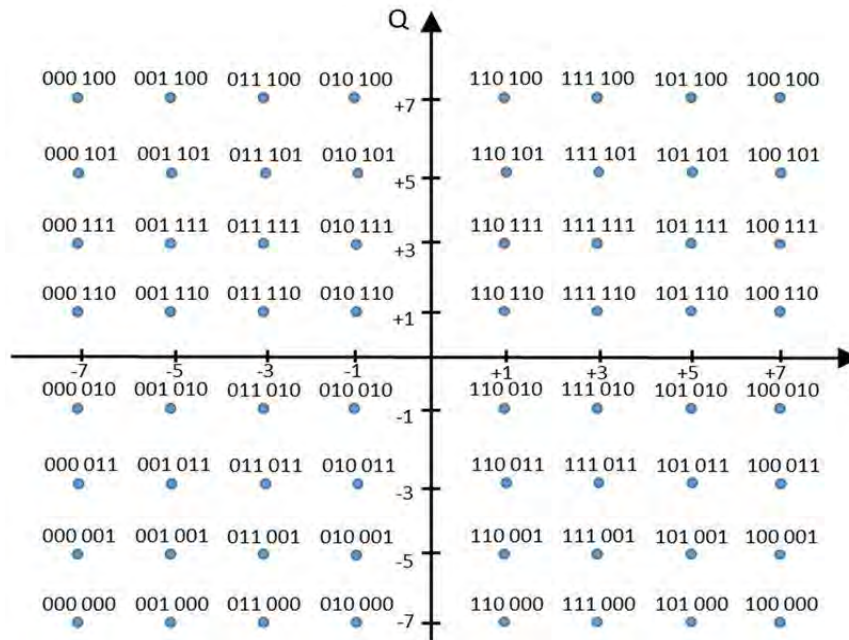 Q
000 100 001 100 011 100 010 100 110 100 111 100 101 100 100 100
+7
000 101 001 101 011 101 010 101 110 101 111 101 101 101 100 101
+5
000 111 001 111 011 111 010 111 110 111 111 111 101 111 100 111
+3
000 110 001 110 011 110 010 110 110 110 111 110 101 110 100 110
+1
-7 -5 -3 -1 +1 +3 +5 +7
000 010 001 010 011 010 010 010 110 010 111 010 101 010 100 010
-1
000 011 001 011 011 011 010 011 110 011 111 011 101 011 100 011
-3
000 001 001 001 011 001 010 001 110 001 111 001 101 001 100 001
-5
000 000 001 000 011 000 010 000 110 000 111 000 101 000 100 000
-7